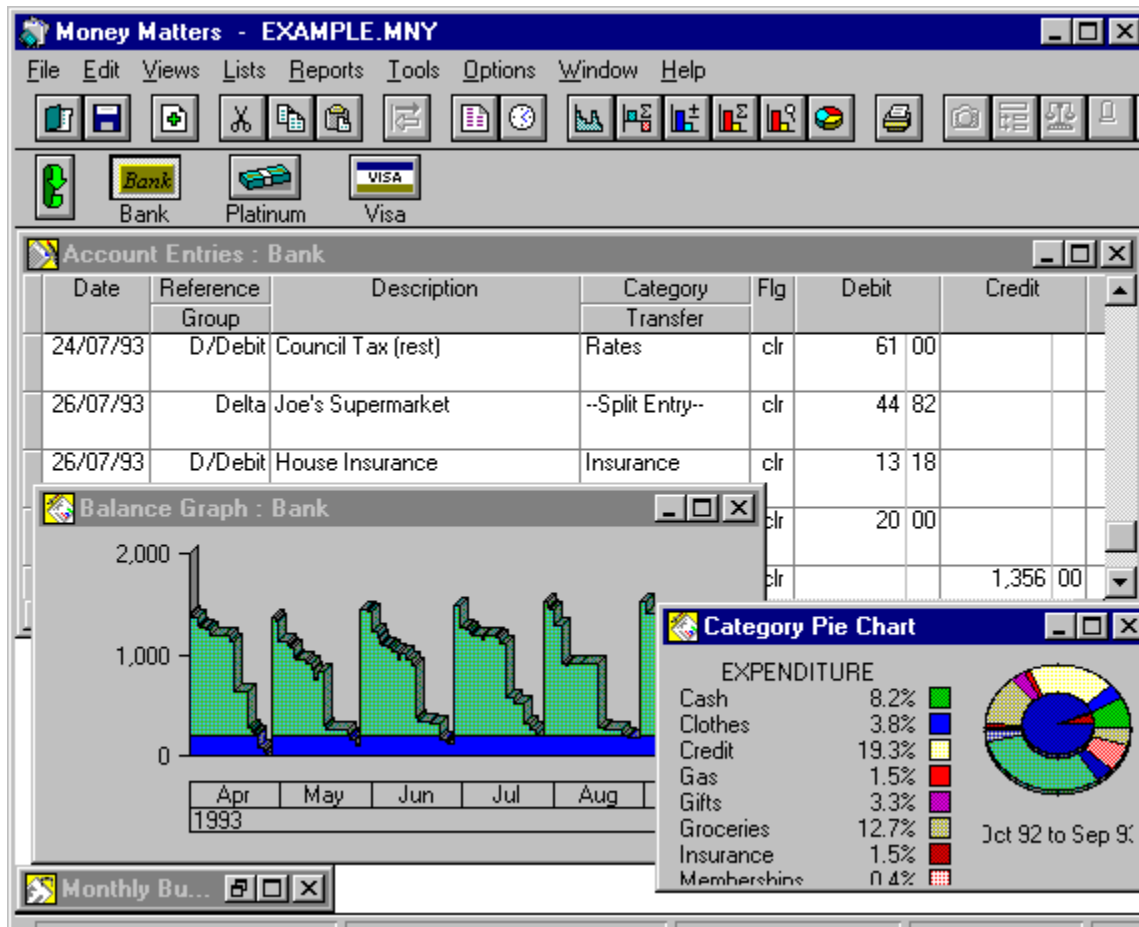 Money Matters - EXAMPLE.MNY
File Edit Views Lists Reports Tools Options Window Help
Bank
VISA
Bank Platinum Visa
Account Entries : Bank
Date Reference Description Category Flg Debit Credit
Group Transfer
24/07/93 D/Debit Council Tax (rest) Rates clr 61 00
26/07/93 Delta Joe's Supermarket --Split Entry-- clr 44 82
26/07/93 D/Debit House Insurance Insurance clr 13 18
clr 20 00
clr 1,356 00
Balance Graph : Bank
2,000
1,000
0
Apr May Jun Jul Aug
1993
Category Pie Chart
EXPENDITURE
Cash 8.2%
Clothes 3.8%
Credit 19.3%
Gas 1.5%
Gifts 3.3%
Groceries 12.7%
Insurance 1.5%
Memberships 0.4%
Oct 92 to Sep 93
Monthly Bu...